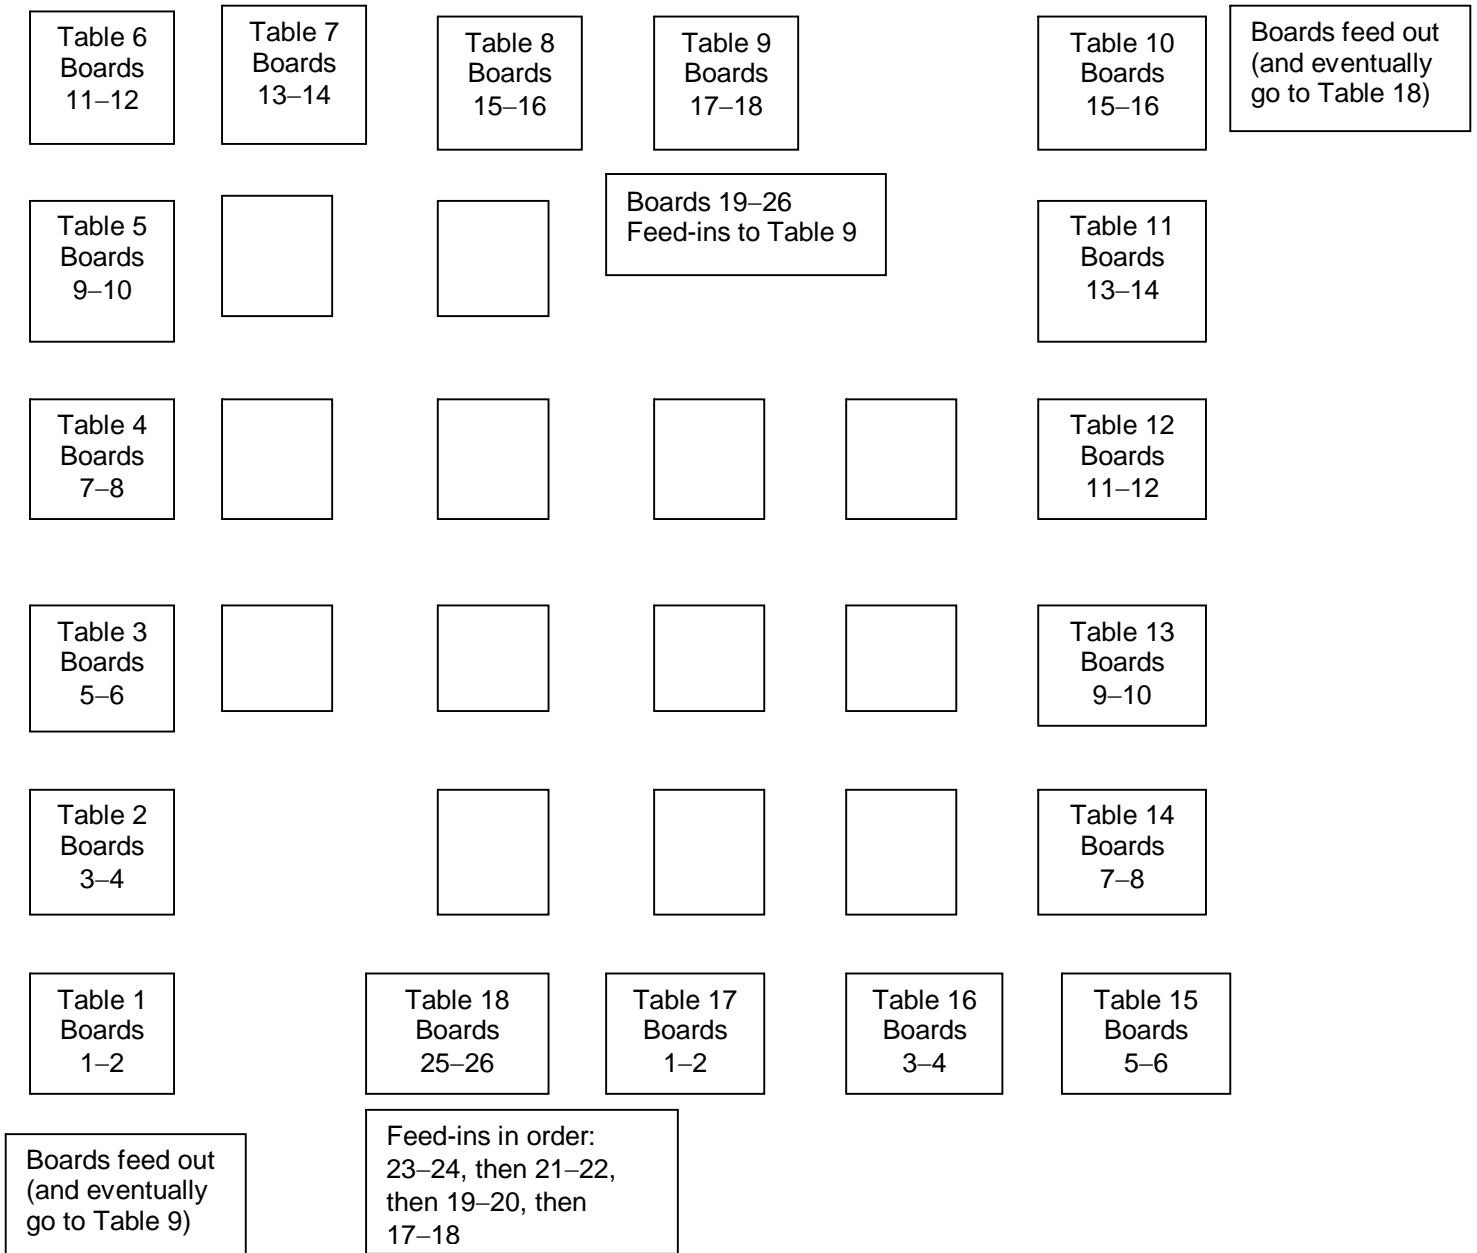 Table 6
Boards
11–12
Table 7
Boards
13–14
Table 8
Boards
15–16
Table 9
Boards
17–18
Table 10
Boards
15–16
Boards feed out
(and eventually
go to Table 18)
Table 5
Boards
9–10
Boards 19–26
Feed-ins to Table 9
Table 11
Boards
13–14
Table 4
Boards
7–8
Table 12
Boards
11–12
Table 3
Boards
5–6
Table 13
Boards
9–10
Table 2
Boards
3–4
Table 14
Boards
7–8
Table 1
Boards
1–2
Table 18
Boards
25–26
Table 17
Boards
1–2
Table 16
Boards
3–4
Table 15
Boards
5–6
Boards feed out
(and eventually
go to Table 9)
Feed-ins in order:
23–24, then 21–22,
then 19–20, then
17–18